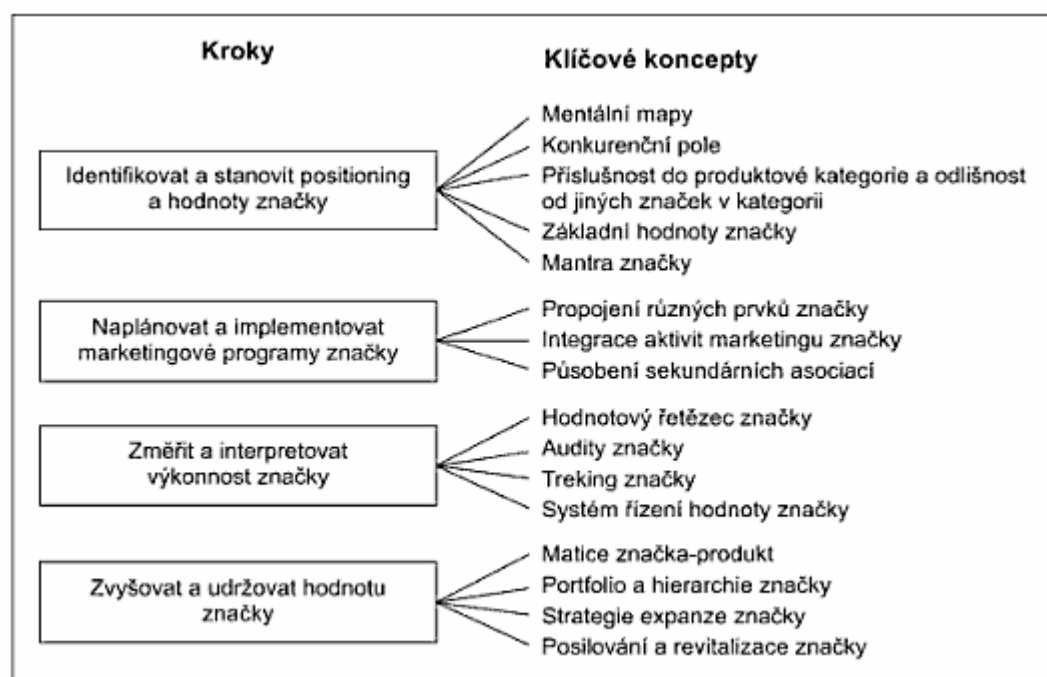 Kroky
Klíčové koncepty
Identifikovat a stanovit positioning
a hodnoty značky
Mentální mapy
Konkurenční pole
Příslušnost do produktové kategorie a odlišnost
od jiných značek v kategorii
Základní hodnoty značky
Mantra značky
Naplánovat a implementovat
marketingové programy značky
Propojení různých prvků značky
Integrace aktivit marketingu značky
Působení sekundárních asociací
Změřit a interpretovat
výkonnost značky
Hodnotový řetězec značky
Audity značky
Treking značky
Systém řízení hodnoty značky
Zvyšovat a udržovat hodnotu
značky
Matice značka-produkt
Portfolio a hierarchie značky
Strategie expanze značky
Posilování a revitalizace značky